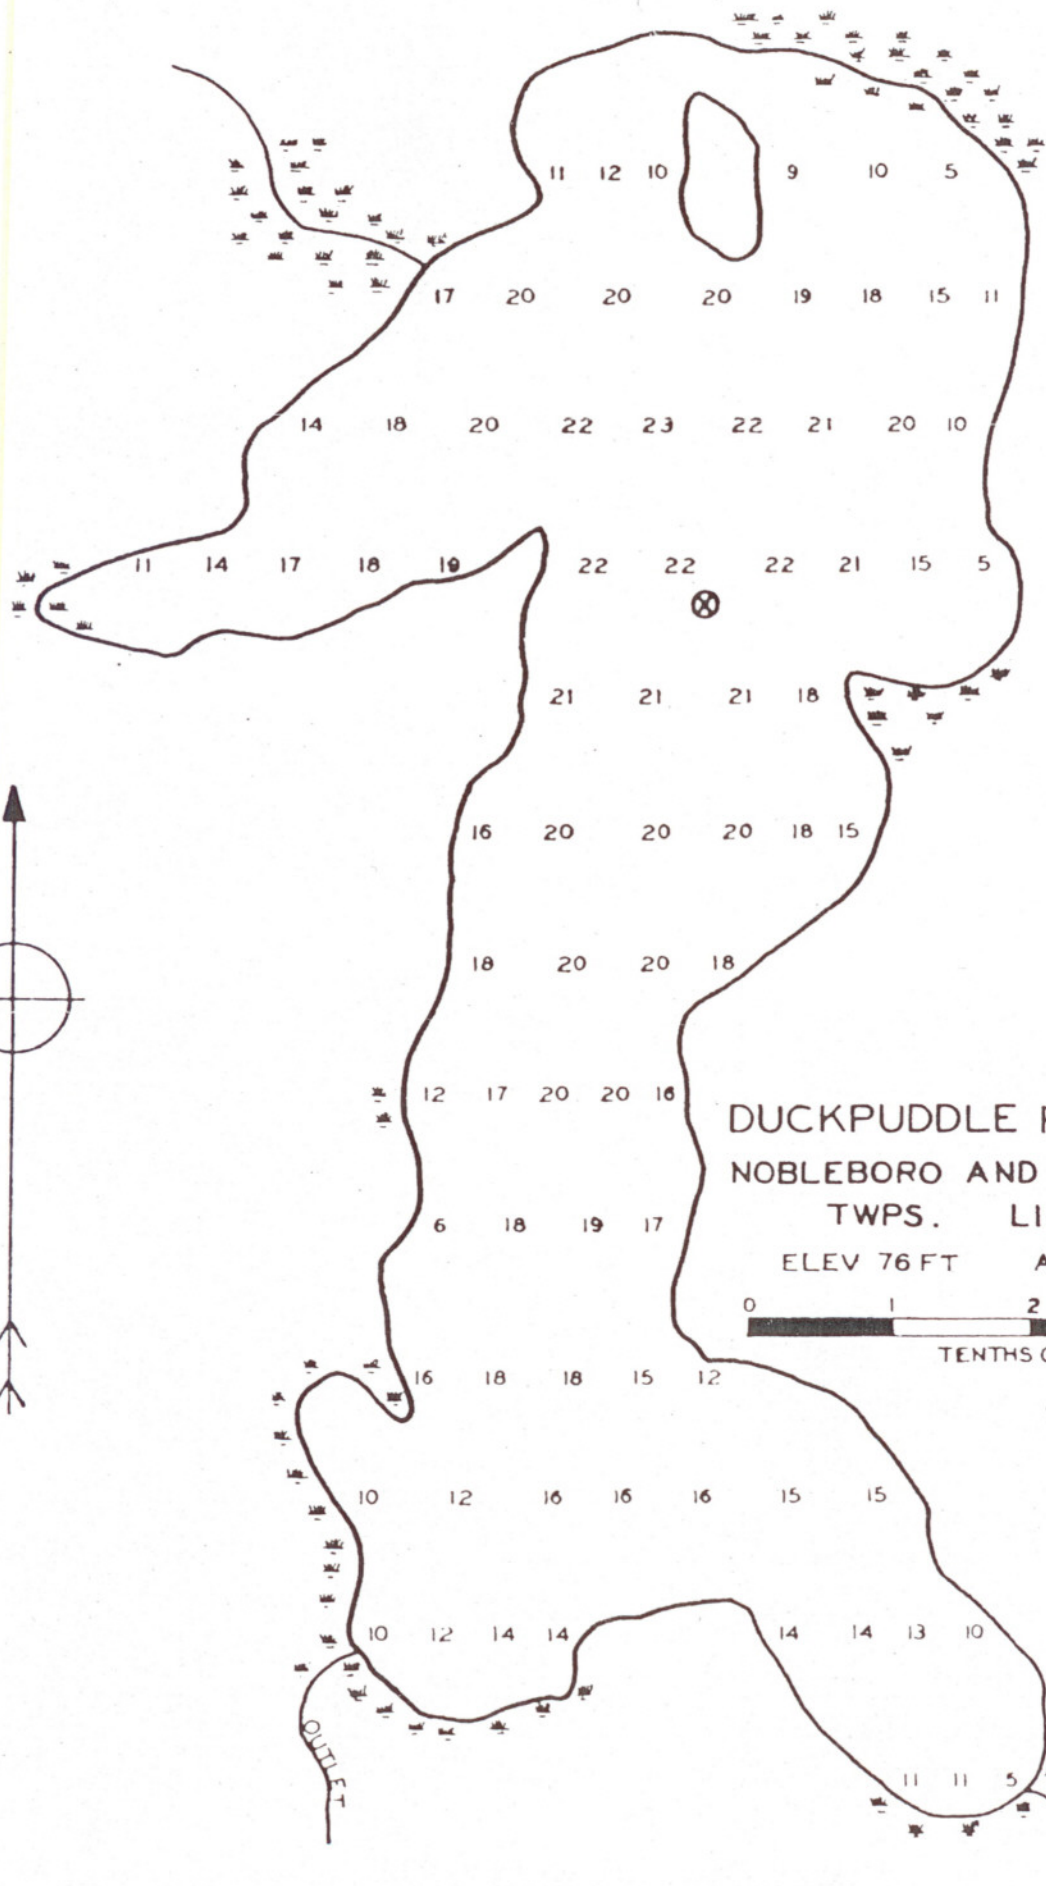 11 12 10 9 10 5
17 20 20 20 19 18 15 11
14 18 20 22 23 22 21 20 10
11 14 17 18 19 22 22 22 21 15 5
21 21 21 18
16 20 20 20 18 15
18 20 20 18
12 17 20 20 16
DUCKPUDDLE
NOBLEBORO AND
6 18 19 17
TWPS. LI
ELEV 76 FT A
0 1 2
TENTHS
16 18 18 15 12
10 12 16 16 16 15 15
10 12 14 14 14 14 13 10
OUTLET
11 11 5